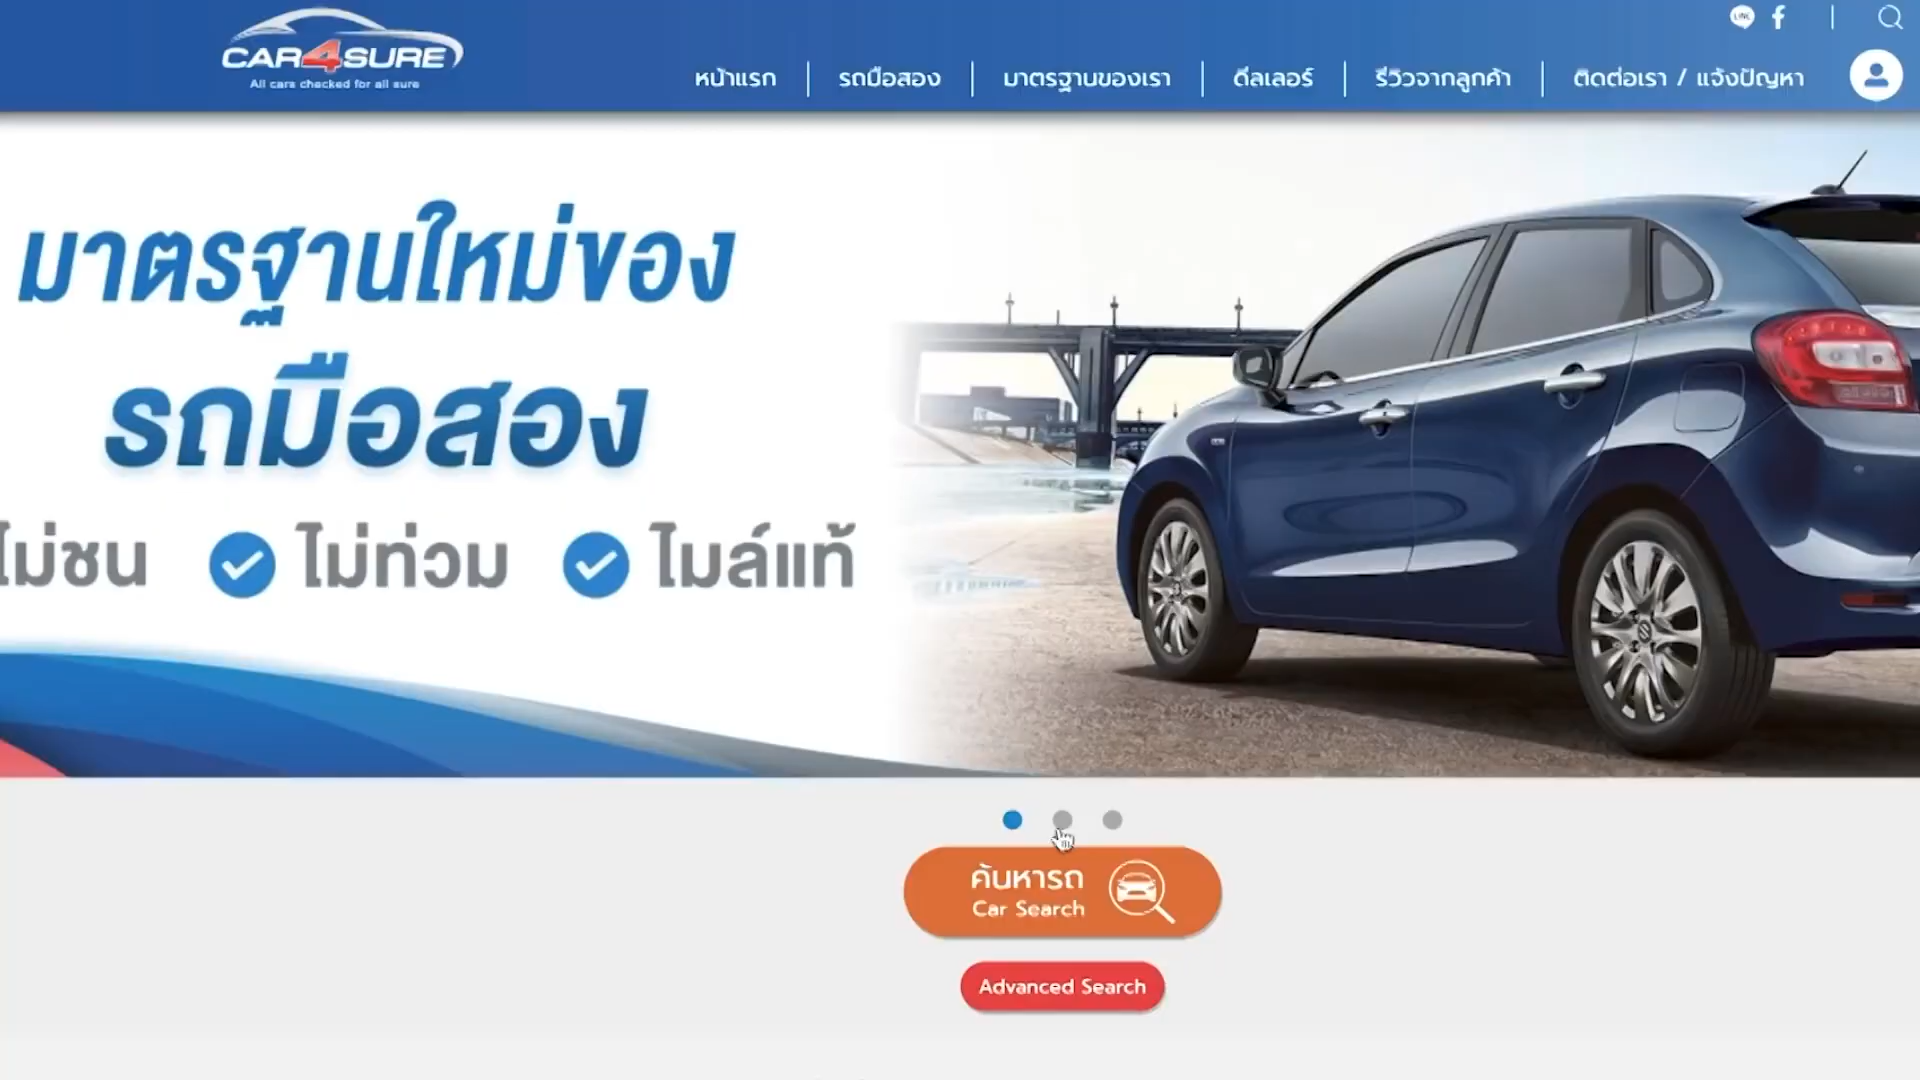 CAR4SURE
All cars checked for all sure
LINE
หน้าแรก
รถมือสอง
มาตรฐานของเรา
ดีลเลอร์
รีวิวจากลูกค้า
ติดต่อเรา / แจ้งปัญหา
มาตรฐานใหม่ของ
รถมือสอง
ไม่ชน ไม่ท่วม ไมล์แท้
ค้นหารถ
Car Search
Advanced Search